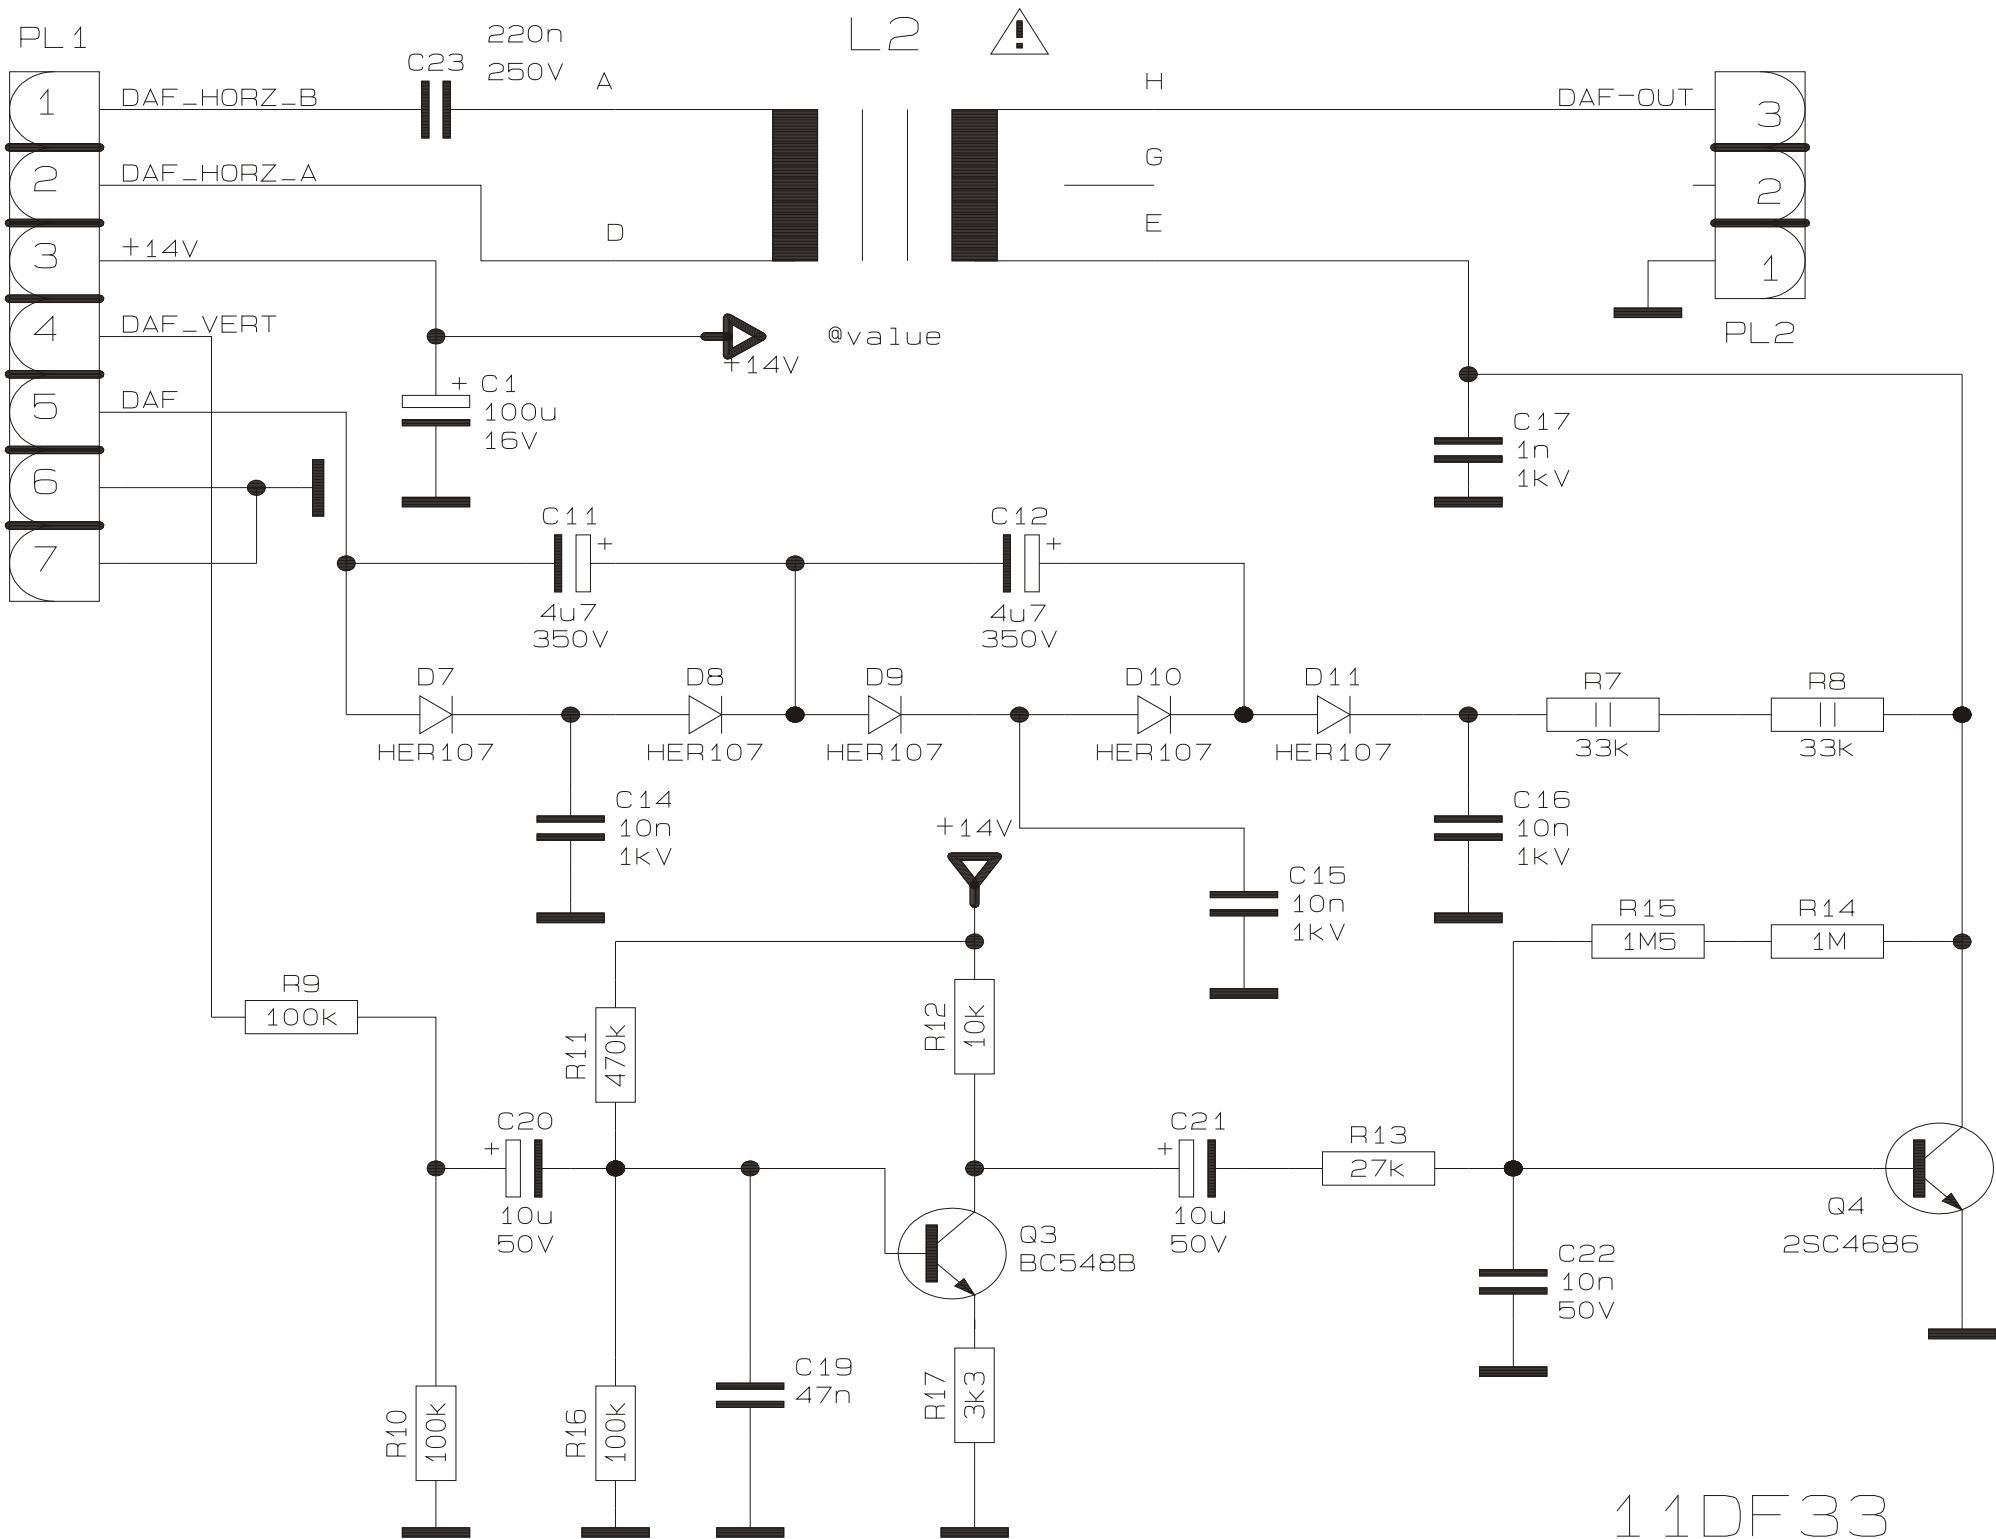 PL1
220n
C23
250V
L2
!
A
H
1
DAF_HORZ_B
DAF-OUT
3
G
2
DAF_HORZ_A
2
D
E
3
+14V
1
4
DAF_VERT
@value
PL2
+14V
5
DAF
+ C1
100u
16V
C17
1n
1kV
6
7
C11
+
4u7
350V
C12
+
4u7
350V
D7
HER107
D8
HER107
D9
HER107
D10
HER107
D11
HER107
R7
33k
R8
33k
C14
10n
1kV
+14V
C16
10n
1kV
C15
10n
1kV
R15
1M5
R14
1M
R9
100k
R11
470k
R12
10k
C20
+
10u
50V
C21
+
10u
50V
R13
27k
Q3
BC548B
Q4
2SC4686
C22
10n
50V
C19
47n
R10
100k
R16
100k
R17
3k3
11DF33